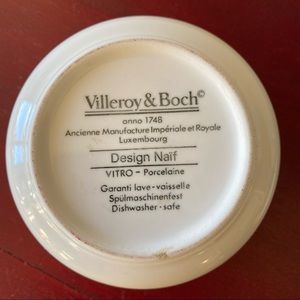 Villeroy & Boch©
anno 1748
Ancienne Manufacture Impériale et Royale
Luxembourg
Design Naïf
VITRO - Porcelaine
Garanti lave-vaisselle
Spülmaschinenfest
Dishwasher-safe